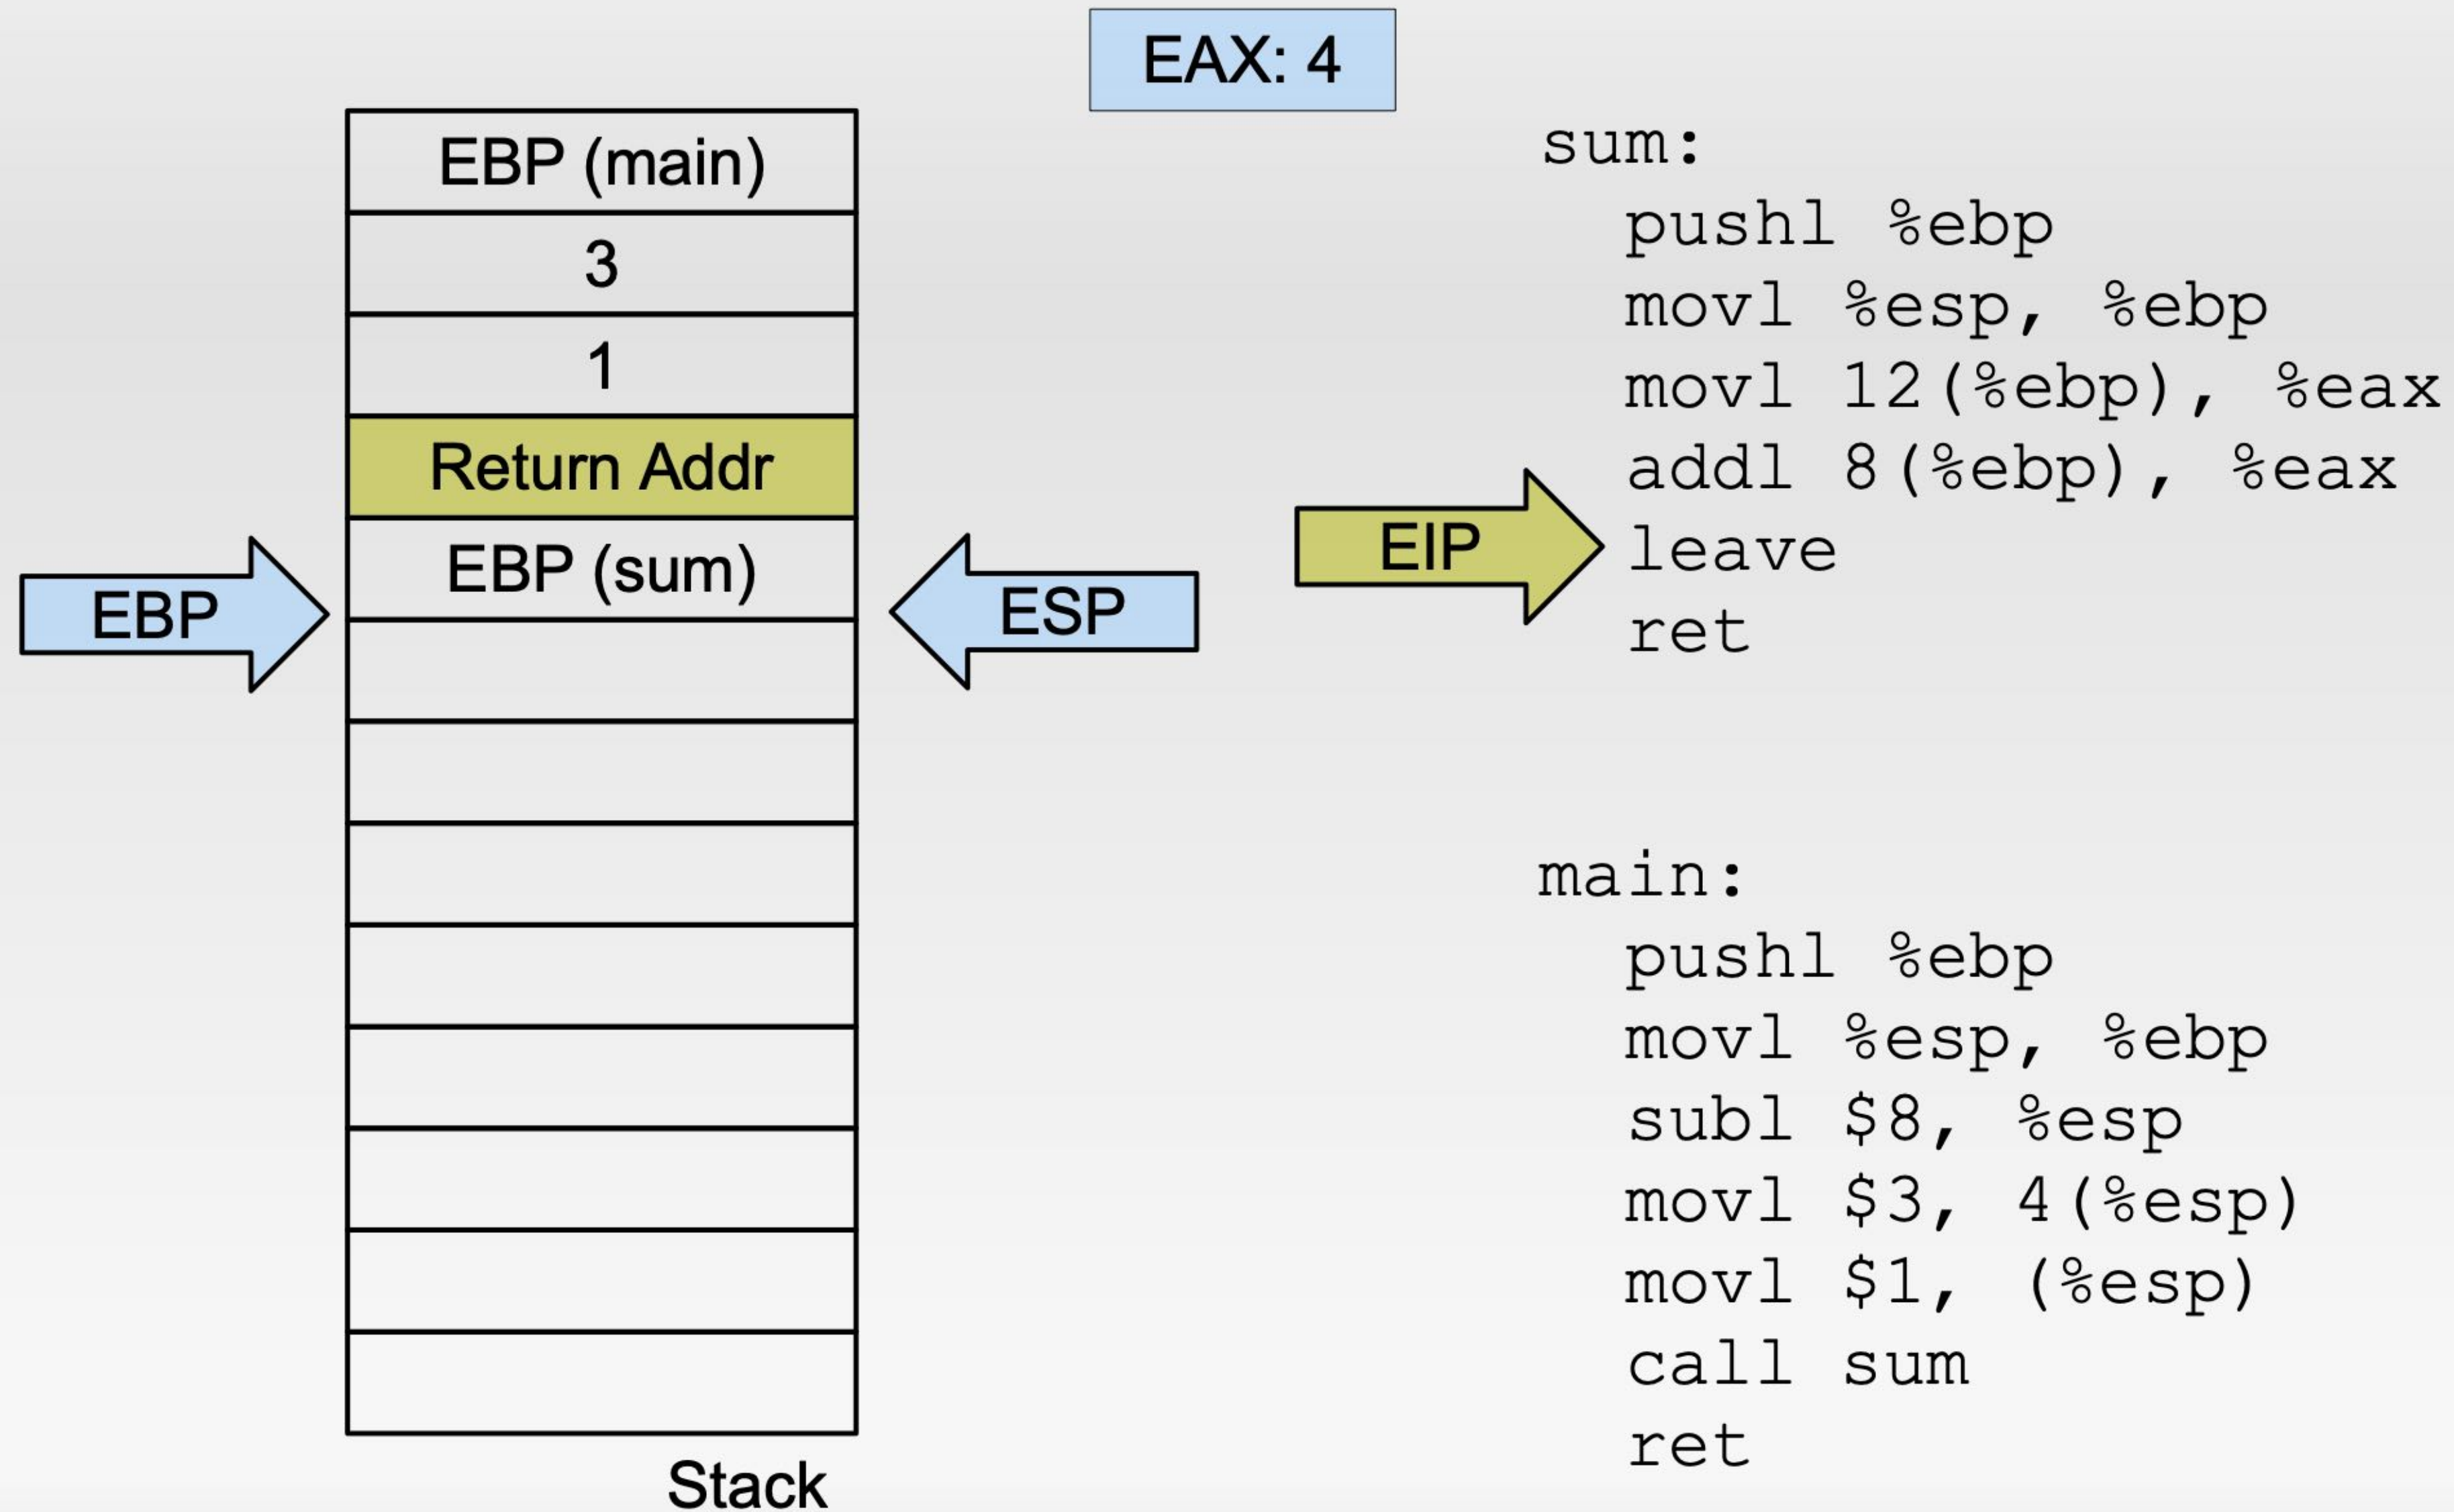 EAX: 4
EBP (main)
3
1
Return Addr
EBP (sum)
EBP
ESP
Stack
EIP
sum:
pushl %ebp
movl %esp, %ebp
movl 12(%ebp), %eax
addl 8(%ebp), %eax
leave
ret
main:
pushl %ebp
movl %esp, %ebp
subl $8, %esp
movl $3, 4(%esp)
movl $1, (%esp)
call sum
ret